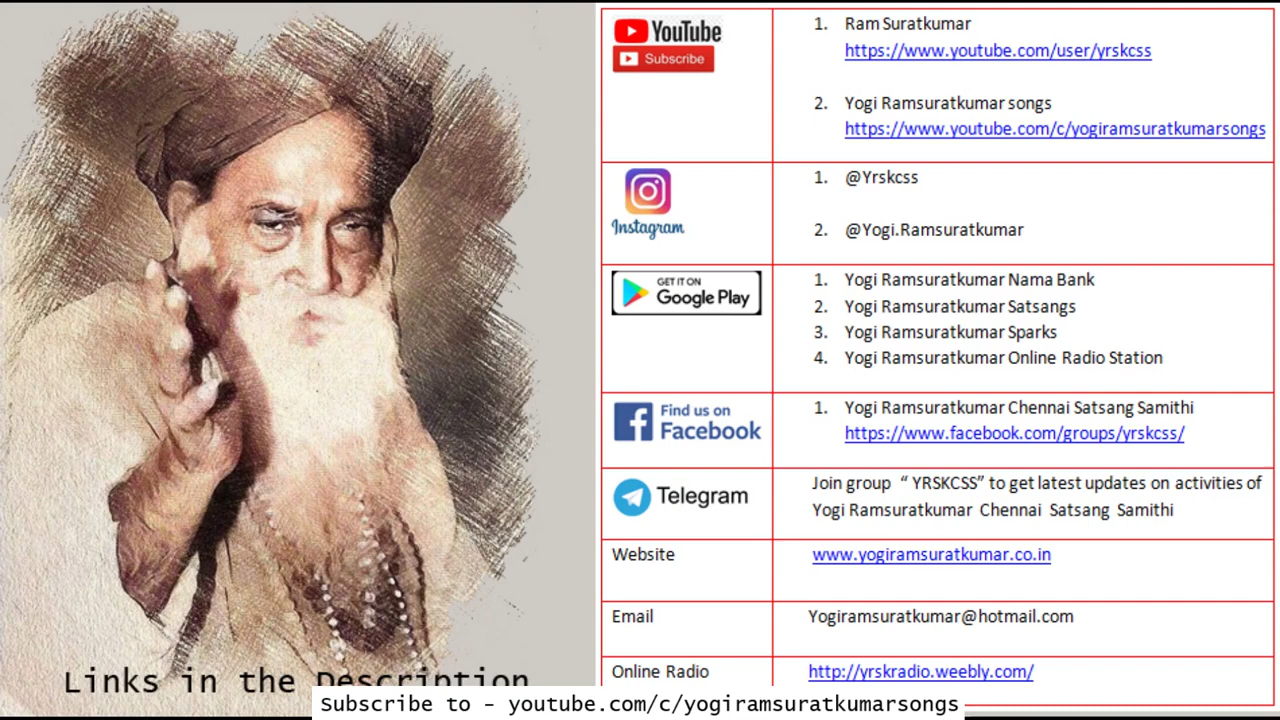 YouTube
Subscribe
1. Ram Suratkumar
https://www.youtube.com/user/yrskcss
2. Yogi Ramsuratkumar songs
https://www.youtube.com/c/yogiramsuratkumarsongs
Instagram
1. @Yrskcss
2. @Yogi.Ramsuratkumar
GET IT ON
Google Play
1. Yogi Ramsuratkumar Nama Bank
2. Yogi Ramsuratkumar Satsangs
3. Yogi Ramsuratkumar Sparks
4. Yogi Ramsuratkumar Online Radio Station
Find us on
Facebook
1. Yogi Ramsuratkumar Chennai Satsang Samithi
https://www.facebook.com/groups/yrskcss/
Telegram
Join group “ YRSKCSS” to get latest updates on activities of
Yogi Ramsuratkumar Chennai Satsang Samithi
Website
www.yogiramsuratkumar.co.in
Email
Yogiramsuratkumar@hotmail.com
Online Radio
http://yrskradio.weebly.com/
Links in the Description
Subscribe to - youtube.com/c/yogiramsuratkumarsongs